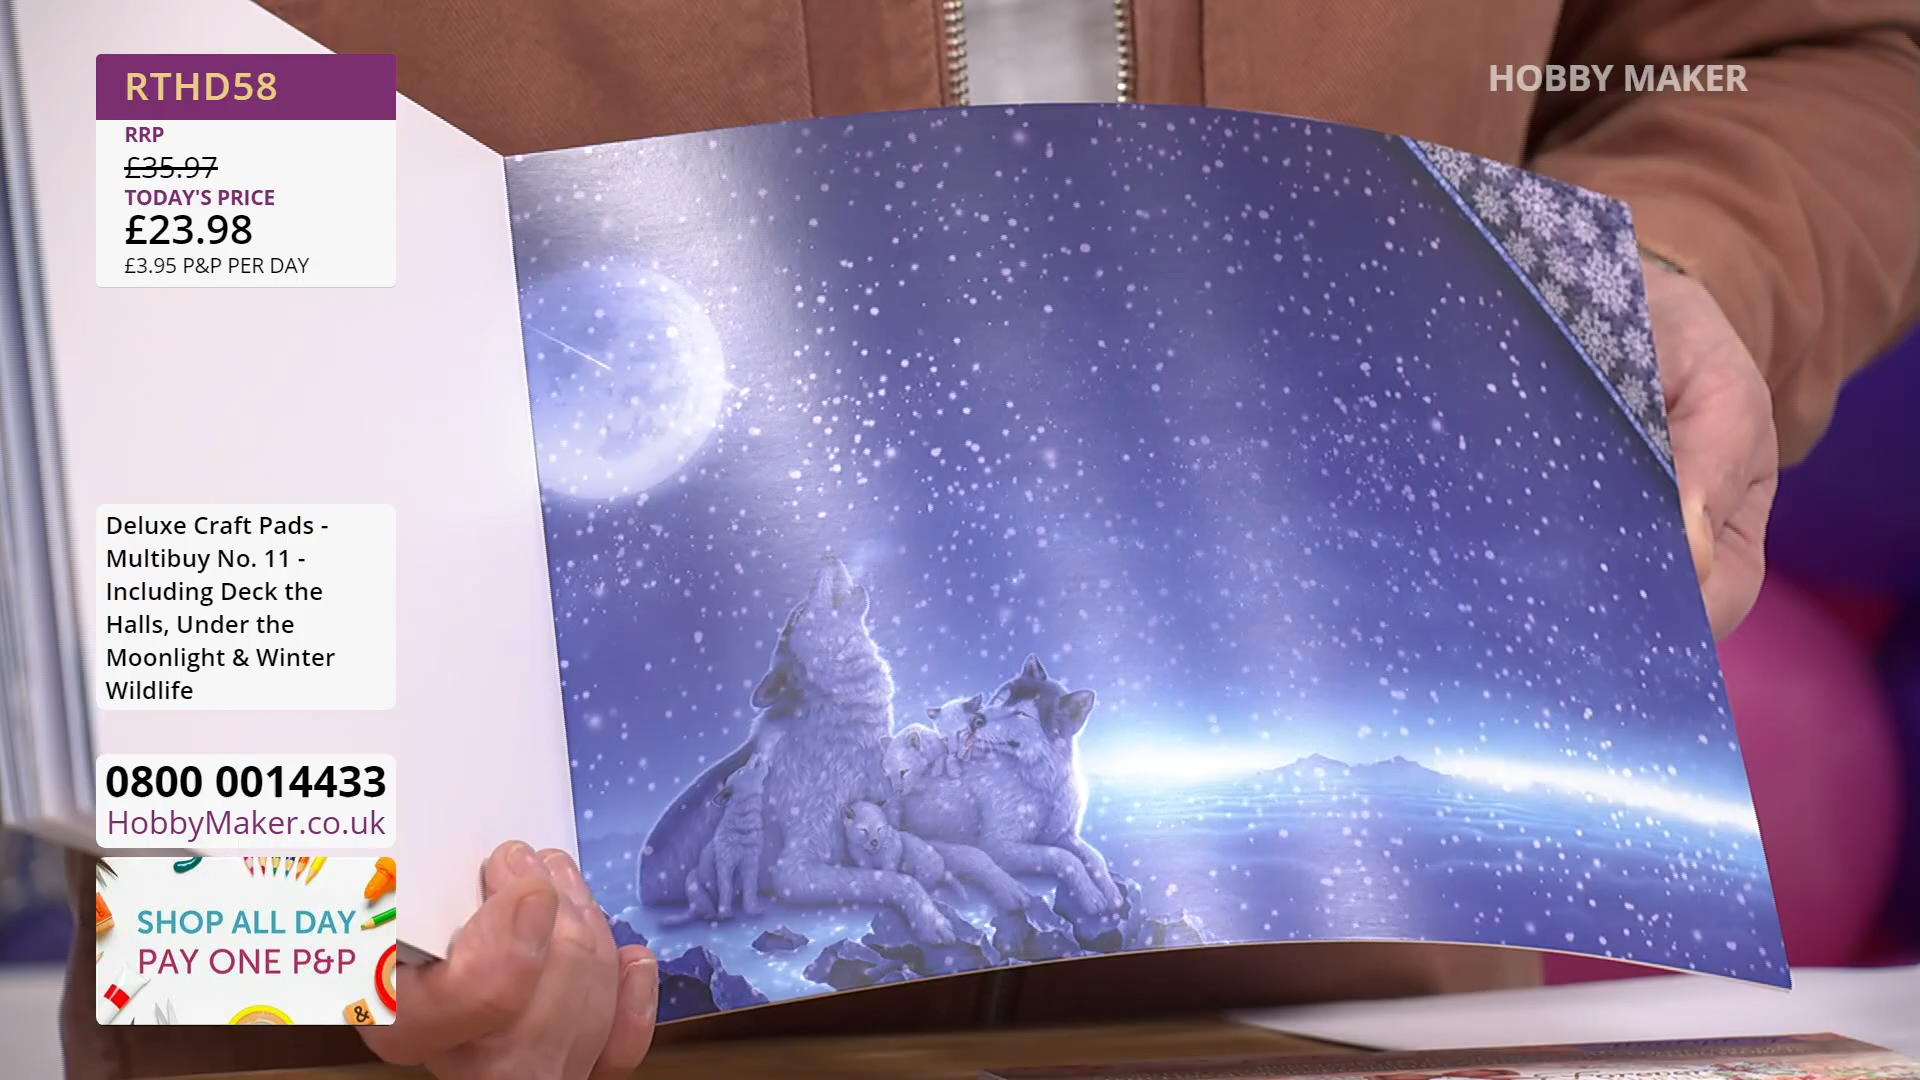 RTHD58
RRP
£35.97
TODAY'S PRICE
£23.98
£3.95 P&P PER DAY
HOBBY MAKER
Deluxe Craft Pads -
Multibuy No. 11 -
Including Deck the
Halls, Under the
Moonlight & Winter
Wildlife
0800 0014433
HobbyMaker.co.uk
SHOP ALL DAY
PAY ONE P&P
&